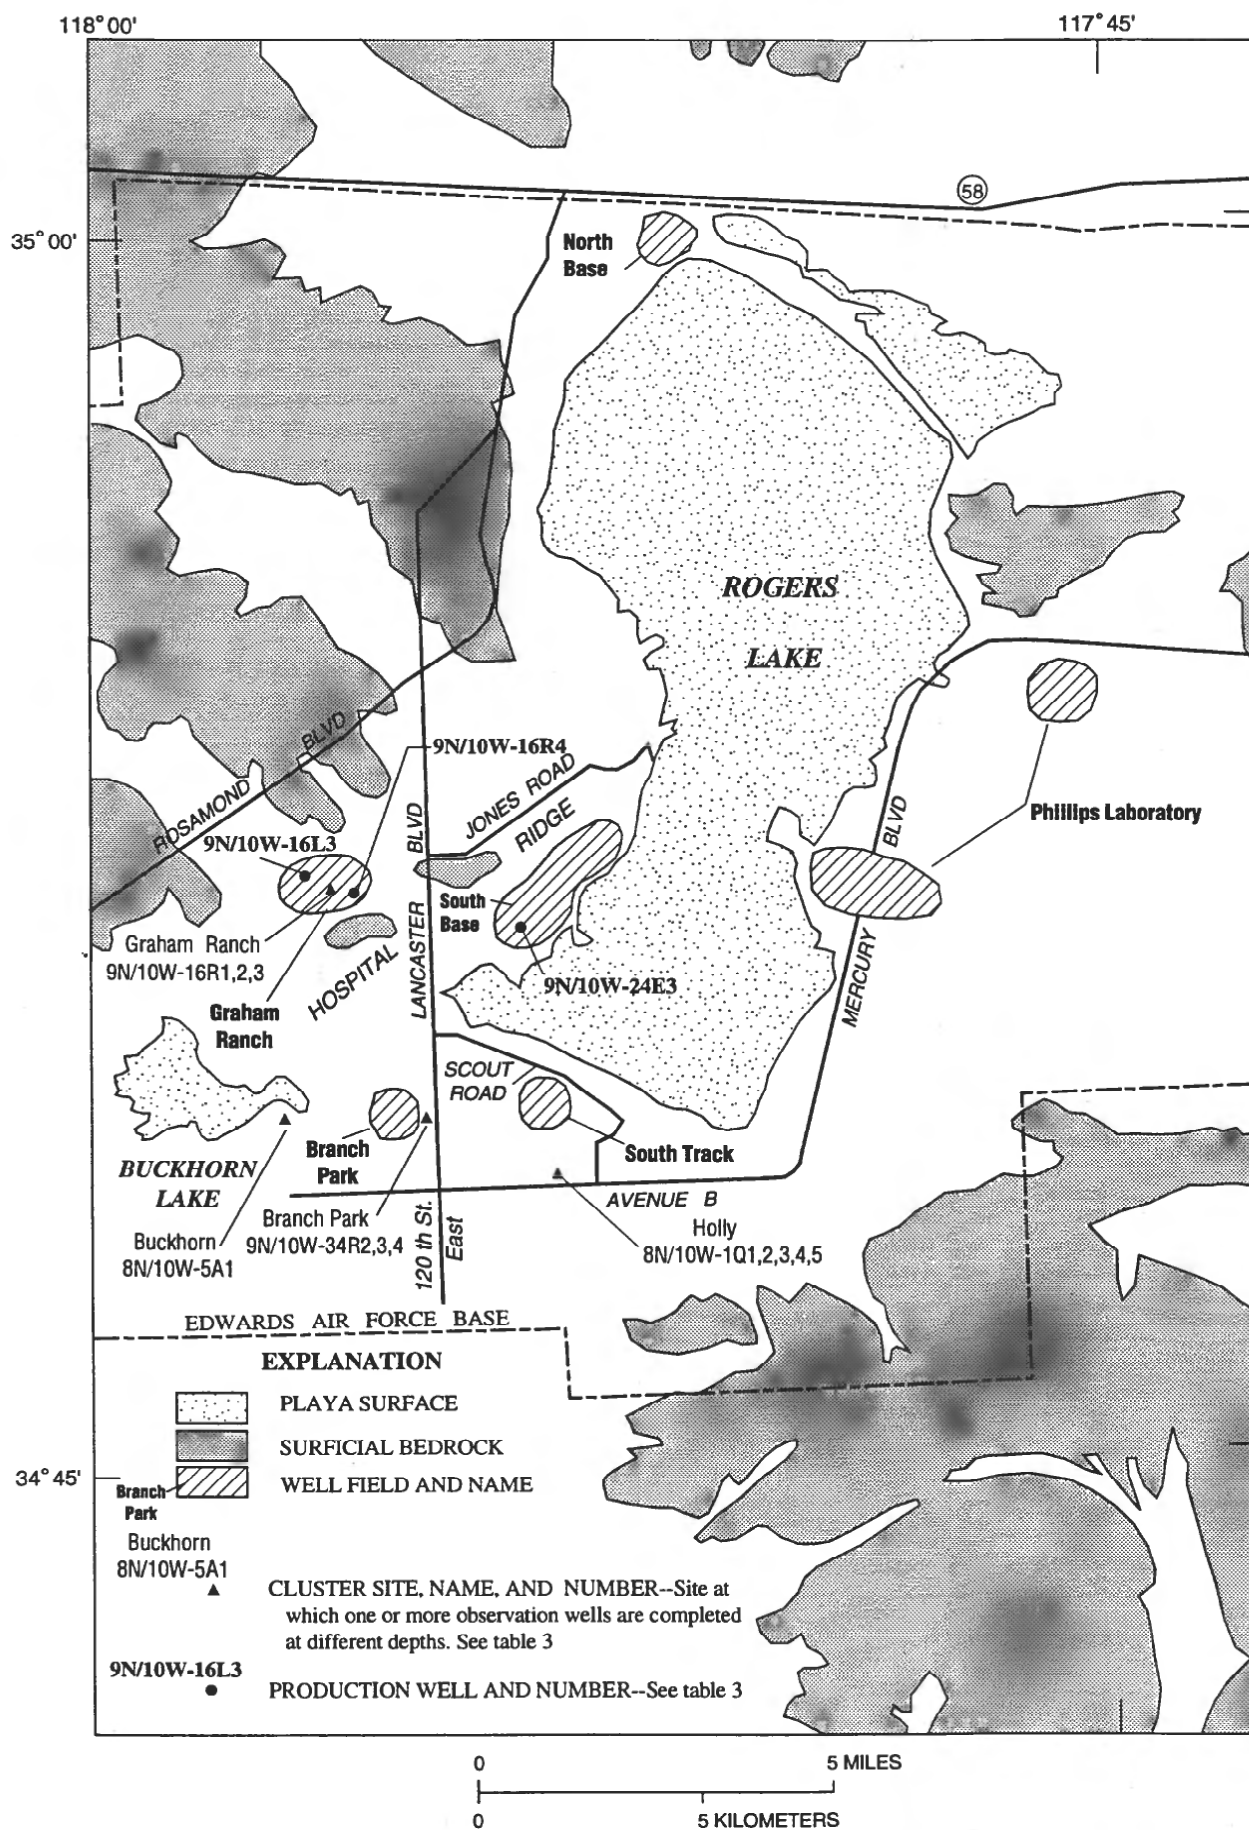 118° 00'
117° 45'
58
35° 00'
North
Base
ROGERS
LAKE
BLVD
ROSAMOND
9N/10W-16R4
JONES ROAD
RIDGE
BLVD
BLVD
Phillips Laboratory
9N/10W-16L3
South
Base
LANCASTER
Graham Ranch
9N/10W-16R1,2,3
HOSPITAL
9N/10W-24E3
MERCURY
Graham
Ranch
SCOUT
ROAD
Branch
Park
South Track
BUCKHORN
LAKE
AVENUE B
Branch Park
9N/10W-34R2,3,4
Holly
8N/10W-1Q1,2,3,4,5
Buckhorn
8N/10W-5A1
120 th St.
East
EDWARDS AIR FORCE BASE
EXPLANATION
PLAYA SURFACE
SURFICIAL BEDROCK
34° 45'
WELL FIELD AND NAME
Branch
Park
Buckhorn
8N/10W-5A1
CLUSTER SITE, NAME, AND NUMBER--Site at
which one or more observation wells are completed
at different depths. See table 3
9N/10W-16L3
PRODUCTION WELL AND NUMBER--See table 3
0
5 MILES
0
5 KILOMETERS